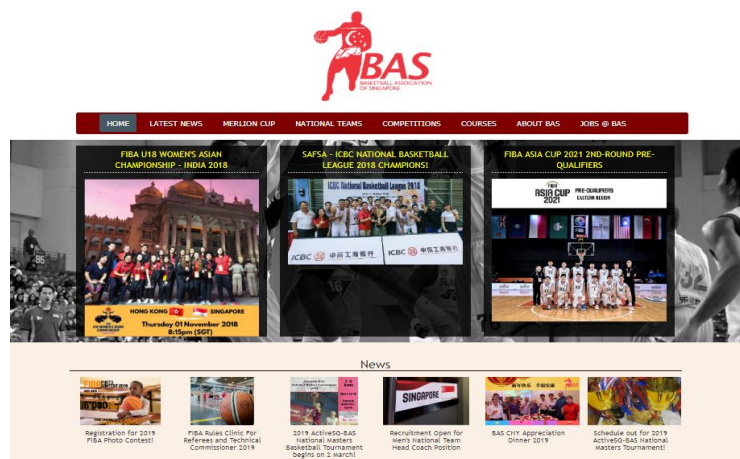 BAS
BASKETBALL ASSOCIATION
OF SINGAPORE
HOME LATEST NEWS MERLION CUP NATIONAL TEAMS COMPETITIONS COURSES ABOUT BAS JOBS @ BAS
FIBA U18 WOMEN'S ASIAN
CHAMPIONSHIP - INDIA 2018
HONG KONG SINGAPORE
Thursday 01 November 2018
8:15pm (SGT)
SAFSA - ICBC NATIONAL BASKETBALL
LEAGUE 2018 CHAMPIONS!
ICBC National Basketball League 2018
ICBC 中国工商银行 ICBC 中国工商银行
FIBA ASIA CUP 2021 2ND-ROUND PRE-
QUALIFIERS
FIBA
ASIA CUP
2021
PRE-QUALIFIERS
EASTERN REGION
News
Registration for 2019
FIBA Photo Contest!
FIBA Rules Clinic For
Referees and Technical
Commissioner 2019
2019 ActiveSG-BAS
National Masters
Basketball Tournament
begins on 2 March!
SINGAPORE
Recruitment Open for
Men's National Team
Head Coach Position
BAS CNY Appreciation
Dinner 2019
Schedule out for 2019
ActiveSG-BAS National
Masters Tournament!